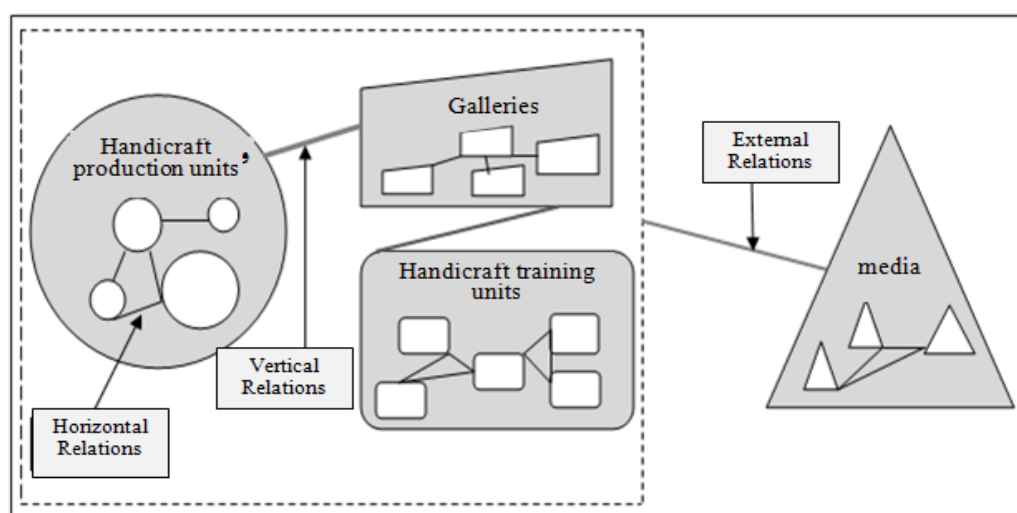 Handicraft
production units’
Galleries
External
Relations
Handicraft training
units
media
Vertical
Relations
Horizontal
Relations